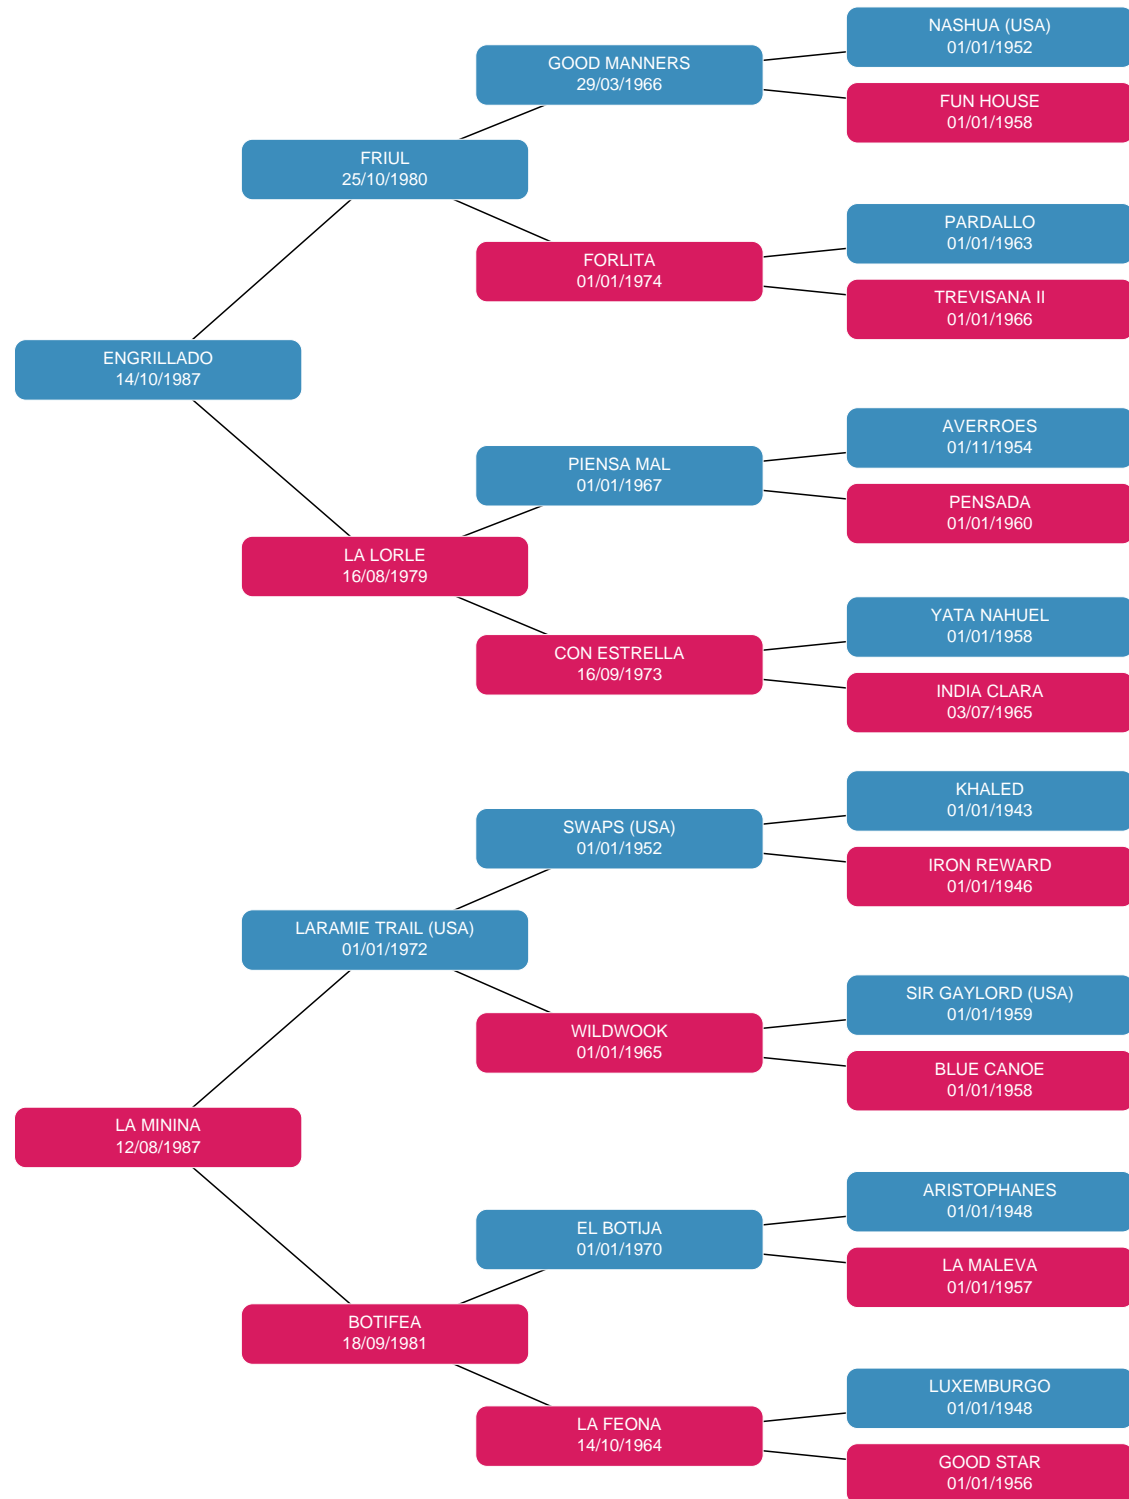 NASHUA (USA)
01/01/1952
GOOD MANNERS
29/03/1966
FUN HOUSE
01/01/1958
FRIUL
25/10/1980
PARDALLO
01/01/1963
FORLITA
01/01/1974
TREVISANA II
01/01/1966
ENGRILLADO
14/10/1987
AVERROES
01/11/1954
PIENSA MAL
01/01/1967
PENSADA
01/01/1960
LA LORLE
16/08/1979
YATA NAHUEL
01/01/1958
CON ESTRELLA
16/09/1973
INDIA CLARA
03/07/1965
KHALED
01/01/1943
SWAPS (USA)
01/01/1952
IRON REWARD
01/01/1946
LARAMIE TRAIL (USA)
01/01/1972
SIR GAYLORD (USA)
01/01/1959
WILDWOOK
01/01/1965
BLUE CANOE
01/01/1958
LA MININA
12/08/1987
ARISTOPHANES
01/01/1948
EL BOTIJA
01/01/1970
LA MALEVA
01/01/1957
BOTIFEA
18/09/1981
LUXEMBURGO
01/01/1948
LA FEONA
14/10/1964
GOOD STAR
01/01/1956